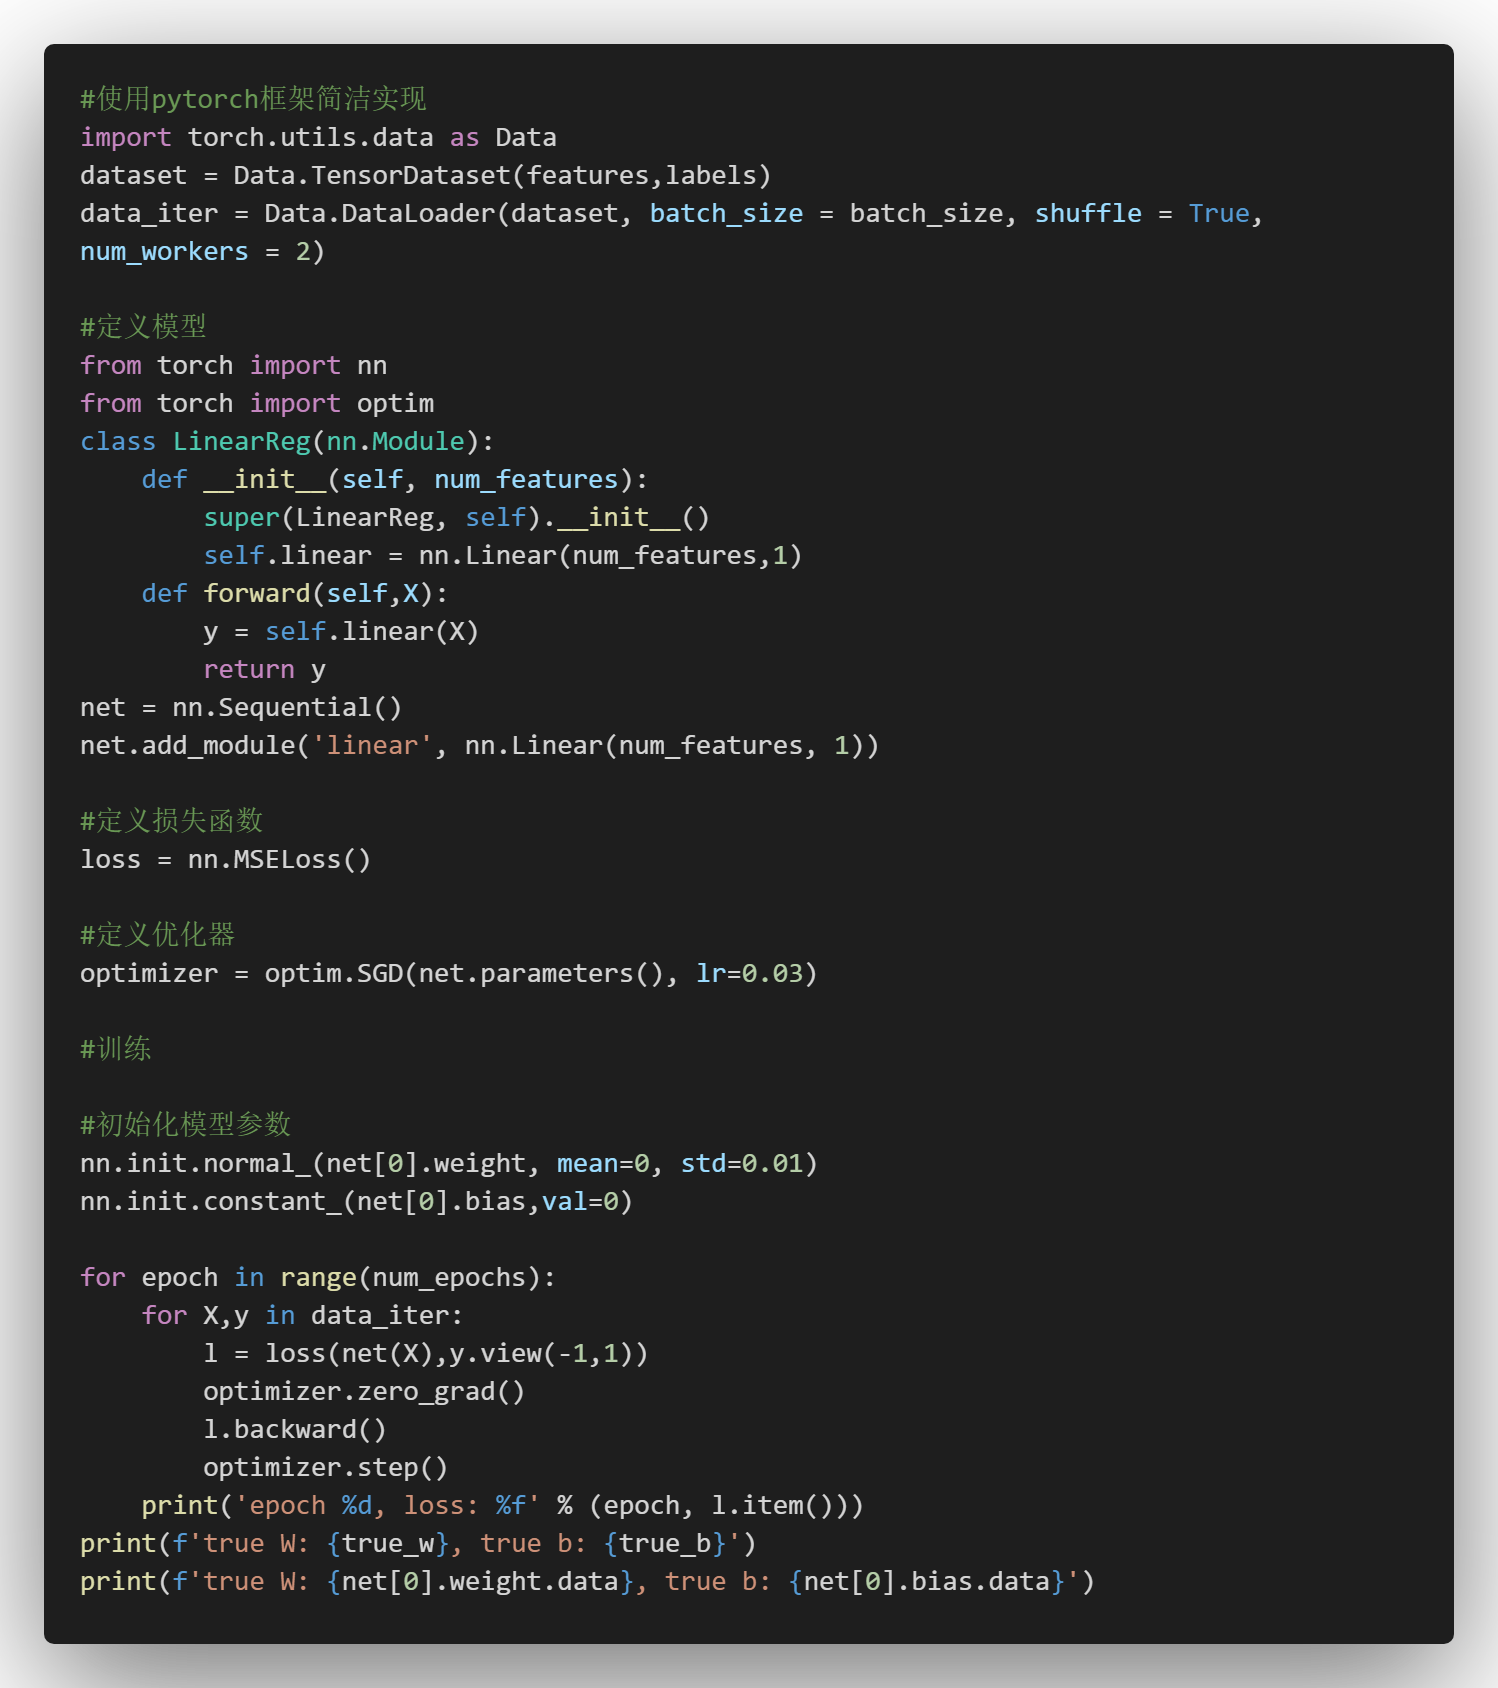 #使用pytorch框架简洁实现
import torch.utils.data as Data
dataset = Data.TensorDataset(features,labels)
data_iter = Data.DataLoader(dataset, batch_size = batch_size, shuffle = True,
num_workers = 2)

#定义模型
from torch import nn
from torch import optim
class LinearReg(nn.Module):
    def __init__(self, num_features):
        super(LinearReg, self).__init__()
        self.linear = nn.Linear(num_features,1)
    def forward(self,X):
        y = self.linear(X)
        return y
net = nn.Sequential()
net.add_module('linear', nn.Linear(num_features, 1))

#定义损失函数
loss = nn.MSELoss()

#定义优化器
optimizer = optim.SGD(net.parameters(), lr=0.03)

#训练

#初始化模型参数
nn.init.normal_(net[0].weight, mean=0, std=0.01)
nn.init.constant_(net[0].bias,val=0)

for epoch in range(num_epochs):
    for X,y in data_iter:
        l = loss(net(X),y.view(-1,1))
        optimizer.zero_grad()
        l.backward()
        optimizer.step()
    print('epoch %d, loss: %f' % (epoch, l.item()))
print(f'true W: {true_w}, true b: {true_b}')
print(f'true W: {net[0].weight.data}, true b: {net[0].bias.data}')